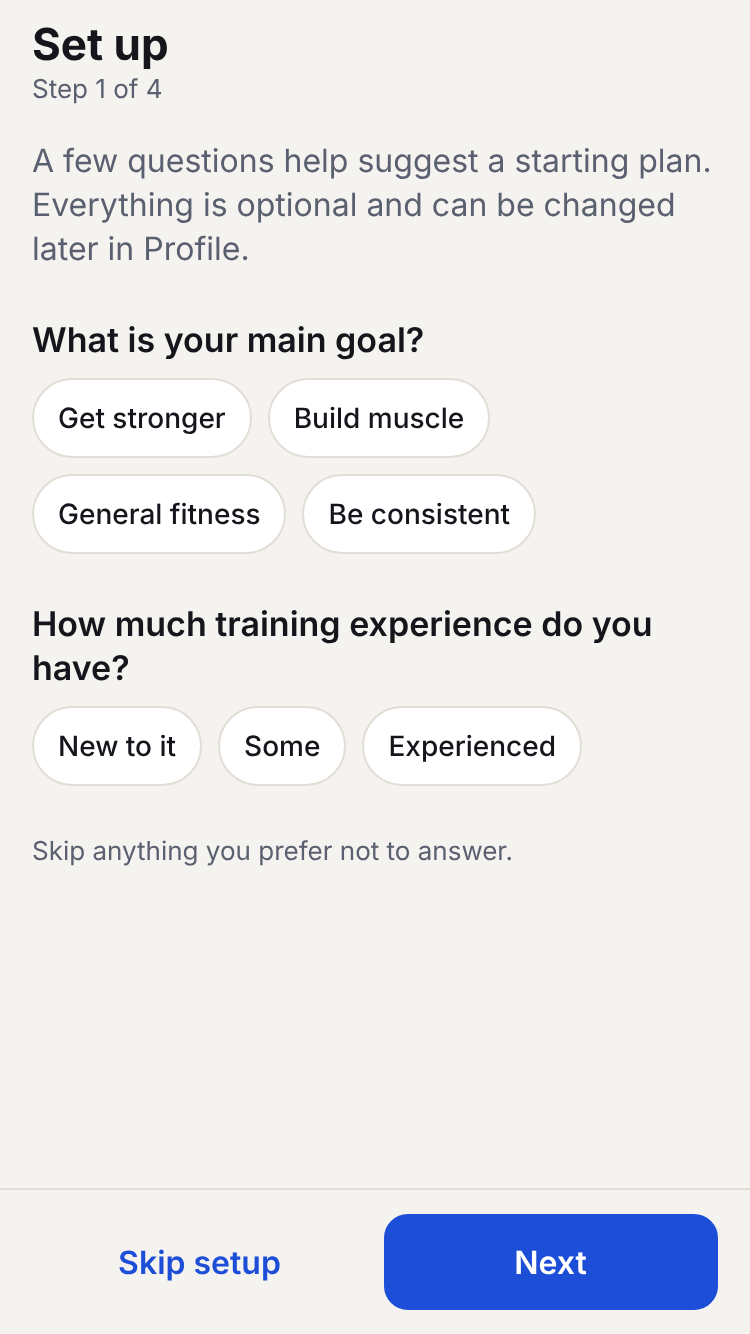 Set up
Step 1 of 4
A few questions help suggest a starting plan.
Everything is optional and can be changed
later in Profile.
What is your main goal?
Get stronger
Build muscle
General fitness
Be consistent
How much training experience do you
have?
New to it
Some
Experienced
Skip anything you prefer not to answer.
Skip setup
Next